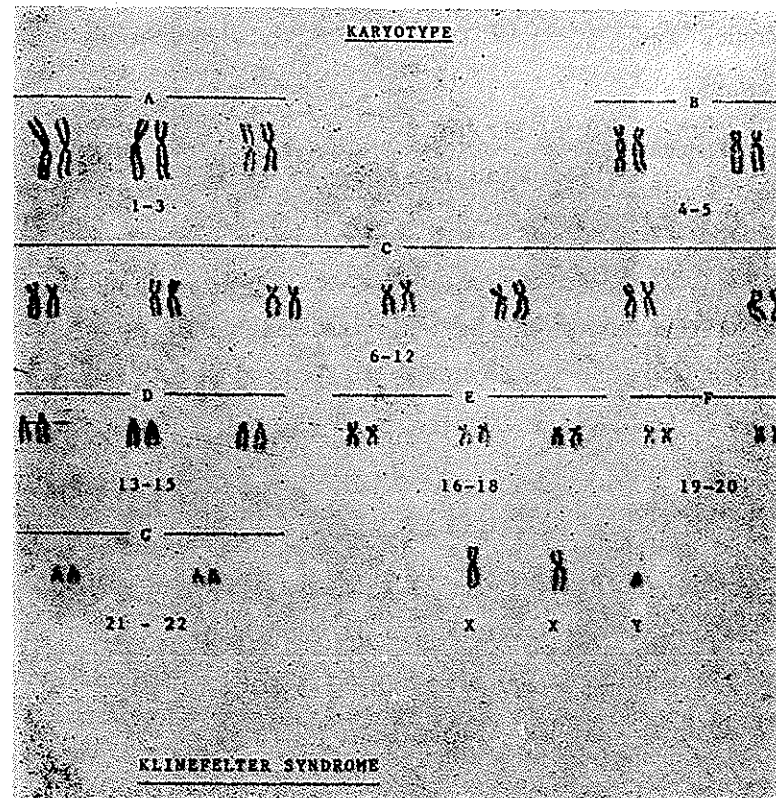 KARYOTYPE
A B
1-3 4-5
C
6-12
D E F
13-15 16-18 19-20
G
21 - 22 X X Y
KLINEFELTER SYNDROME